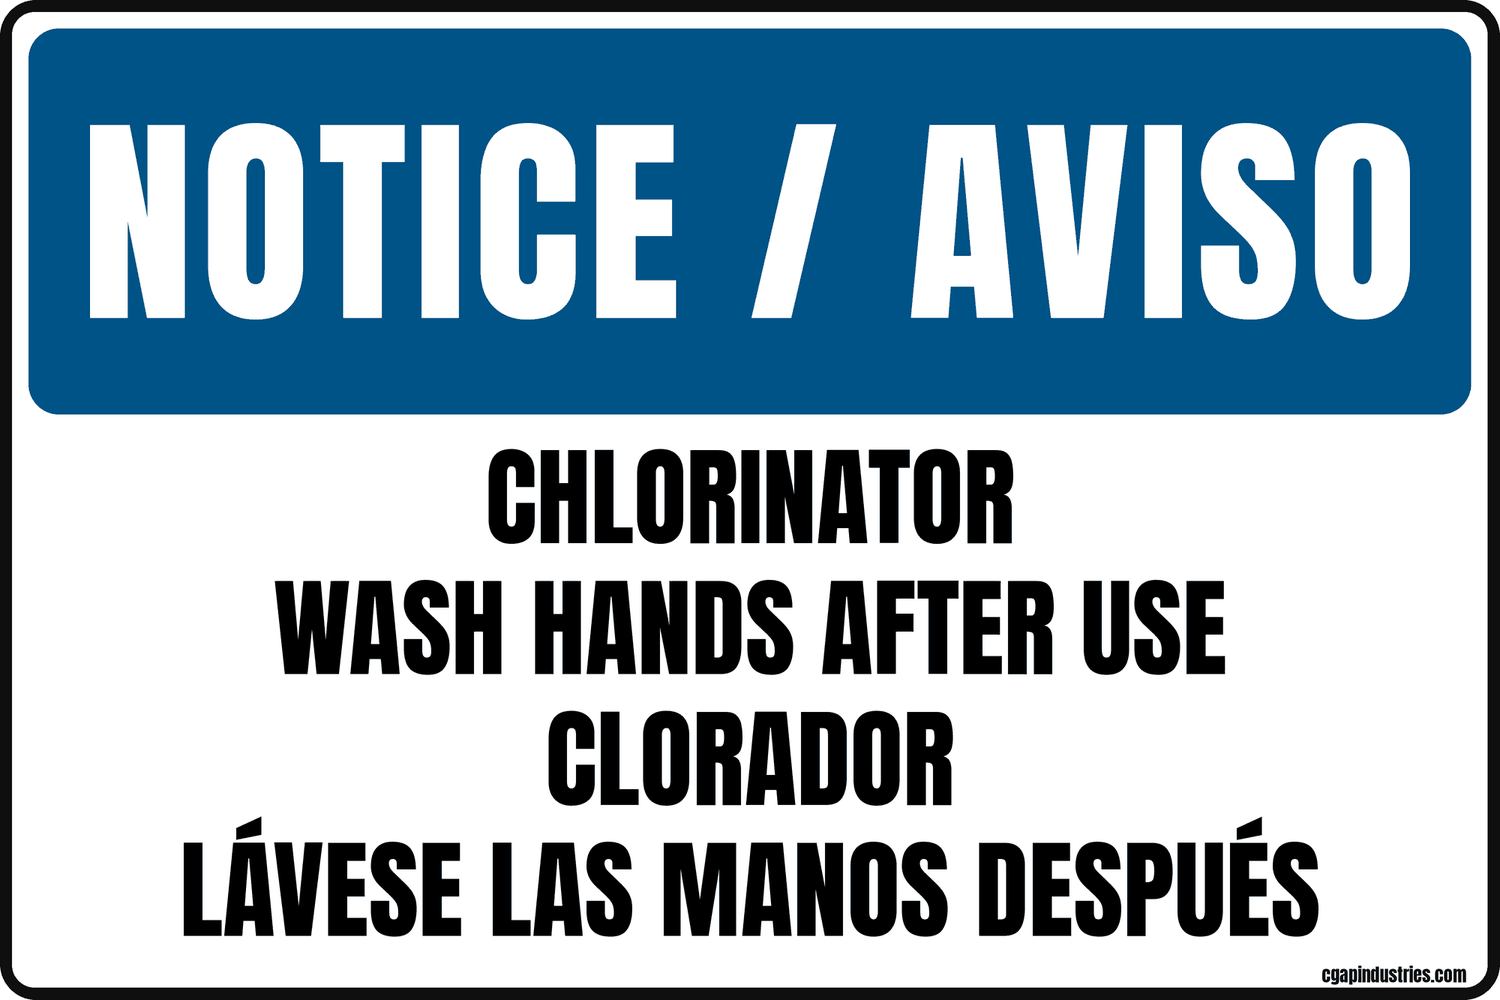 NOTICE / AVISO
CHLORINATOR
WASH HANDS AFTER USE
CLORADOR
LÁVESE LAS MANOS DESPUÉS
cgapindustries.com